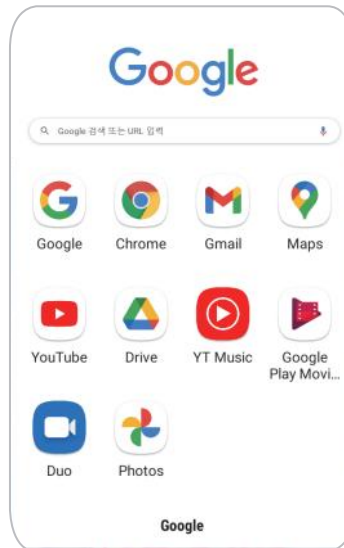 Google
Google 검색 또는 URL 입력
Google Chrome Gmail Maps
YouTube Drive YT Music Google
Play Movi...
Duo Photos
Google